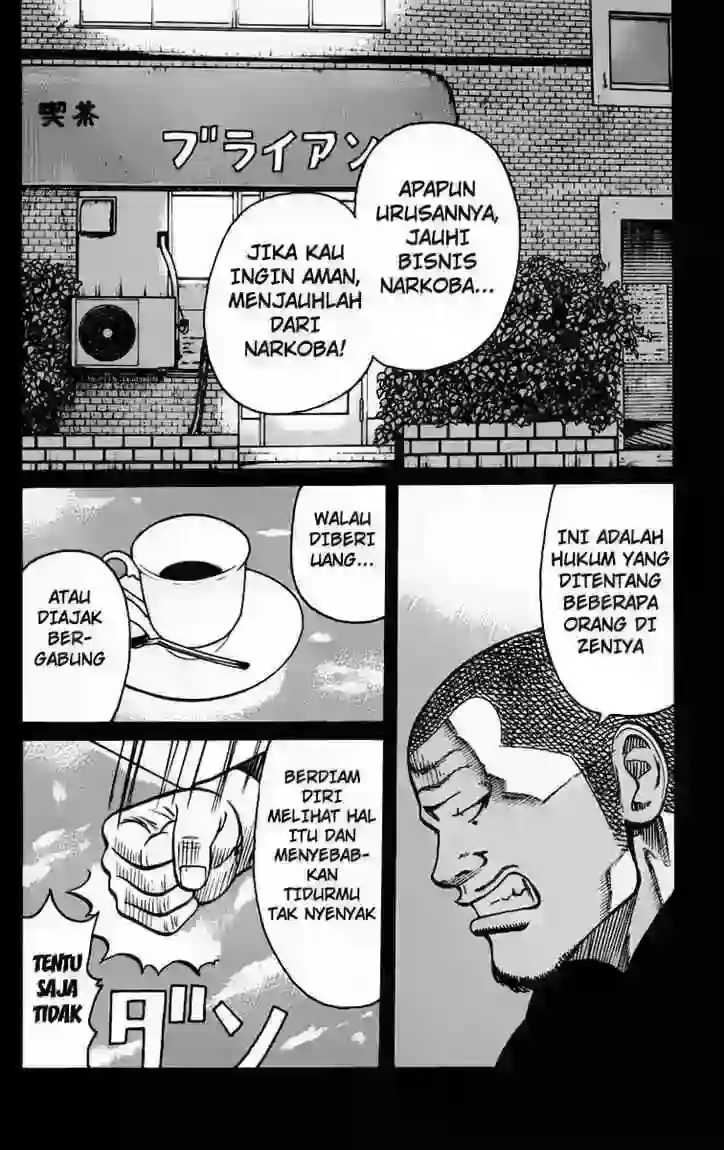 喫茶
ブライアン
APAPUN
URUSANNYA,
JAUHI
BISNIS
NARKOBA...
JIKA KAU
INGIN AMAN,
MENJAUHLAH
DARI
NARKOBA!
INI ADALAH
HUKUM YANG
DITENTANG
BEBERAPA
ORANG DI
ZENIYA
WALAU
DIBERI
UANG...
ATAU
DIAJAK
BER-
GABUNG
BERDIAM
DIRI
MELIHAT HAL
ITU DAN
MENYEBAB-
KAN
TIDURMU
TAK NYENYAK
TENTU
SAJA
TIDAK
ダン